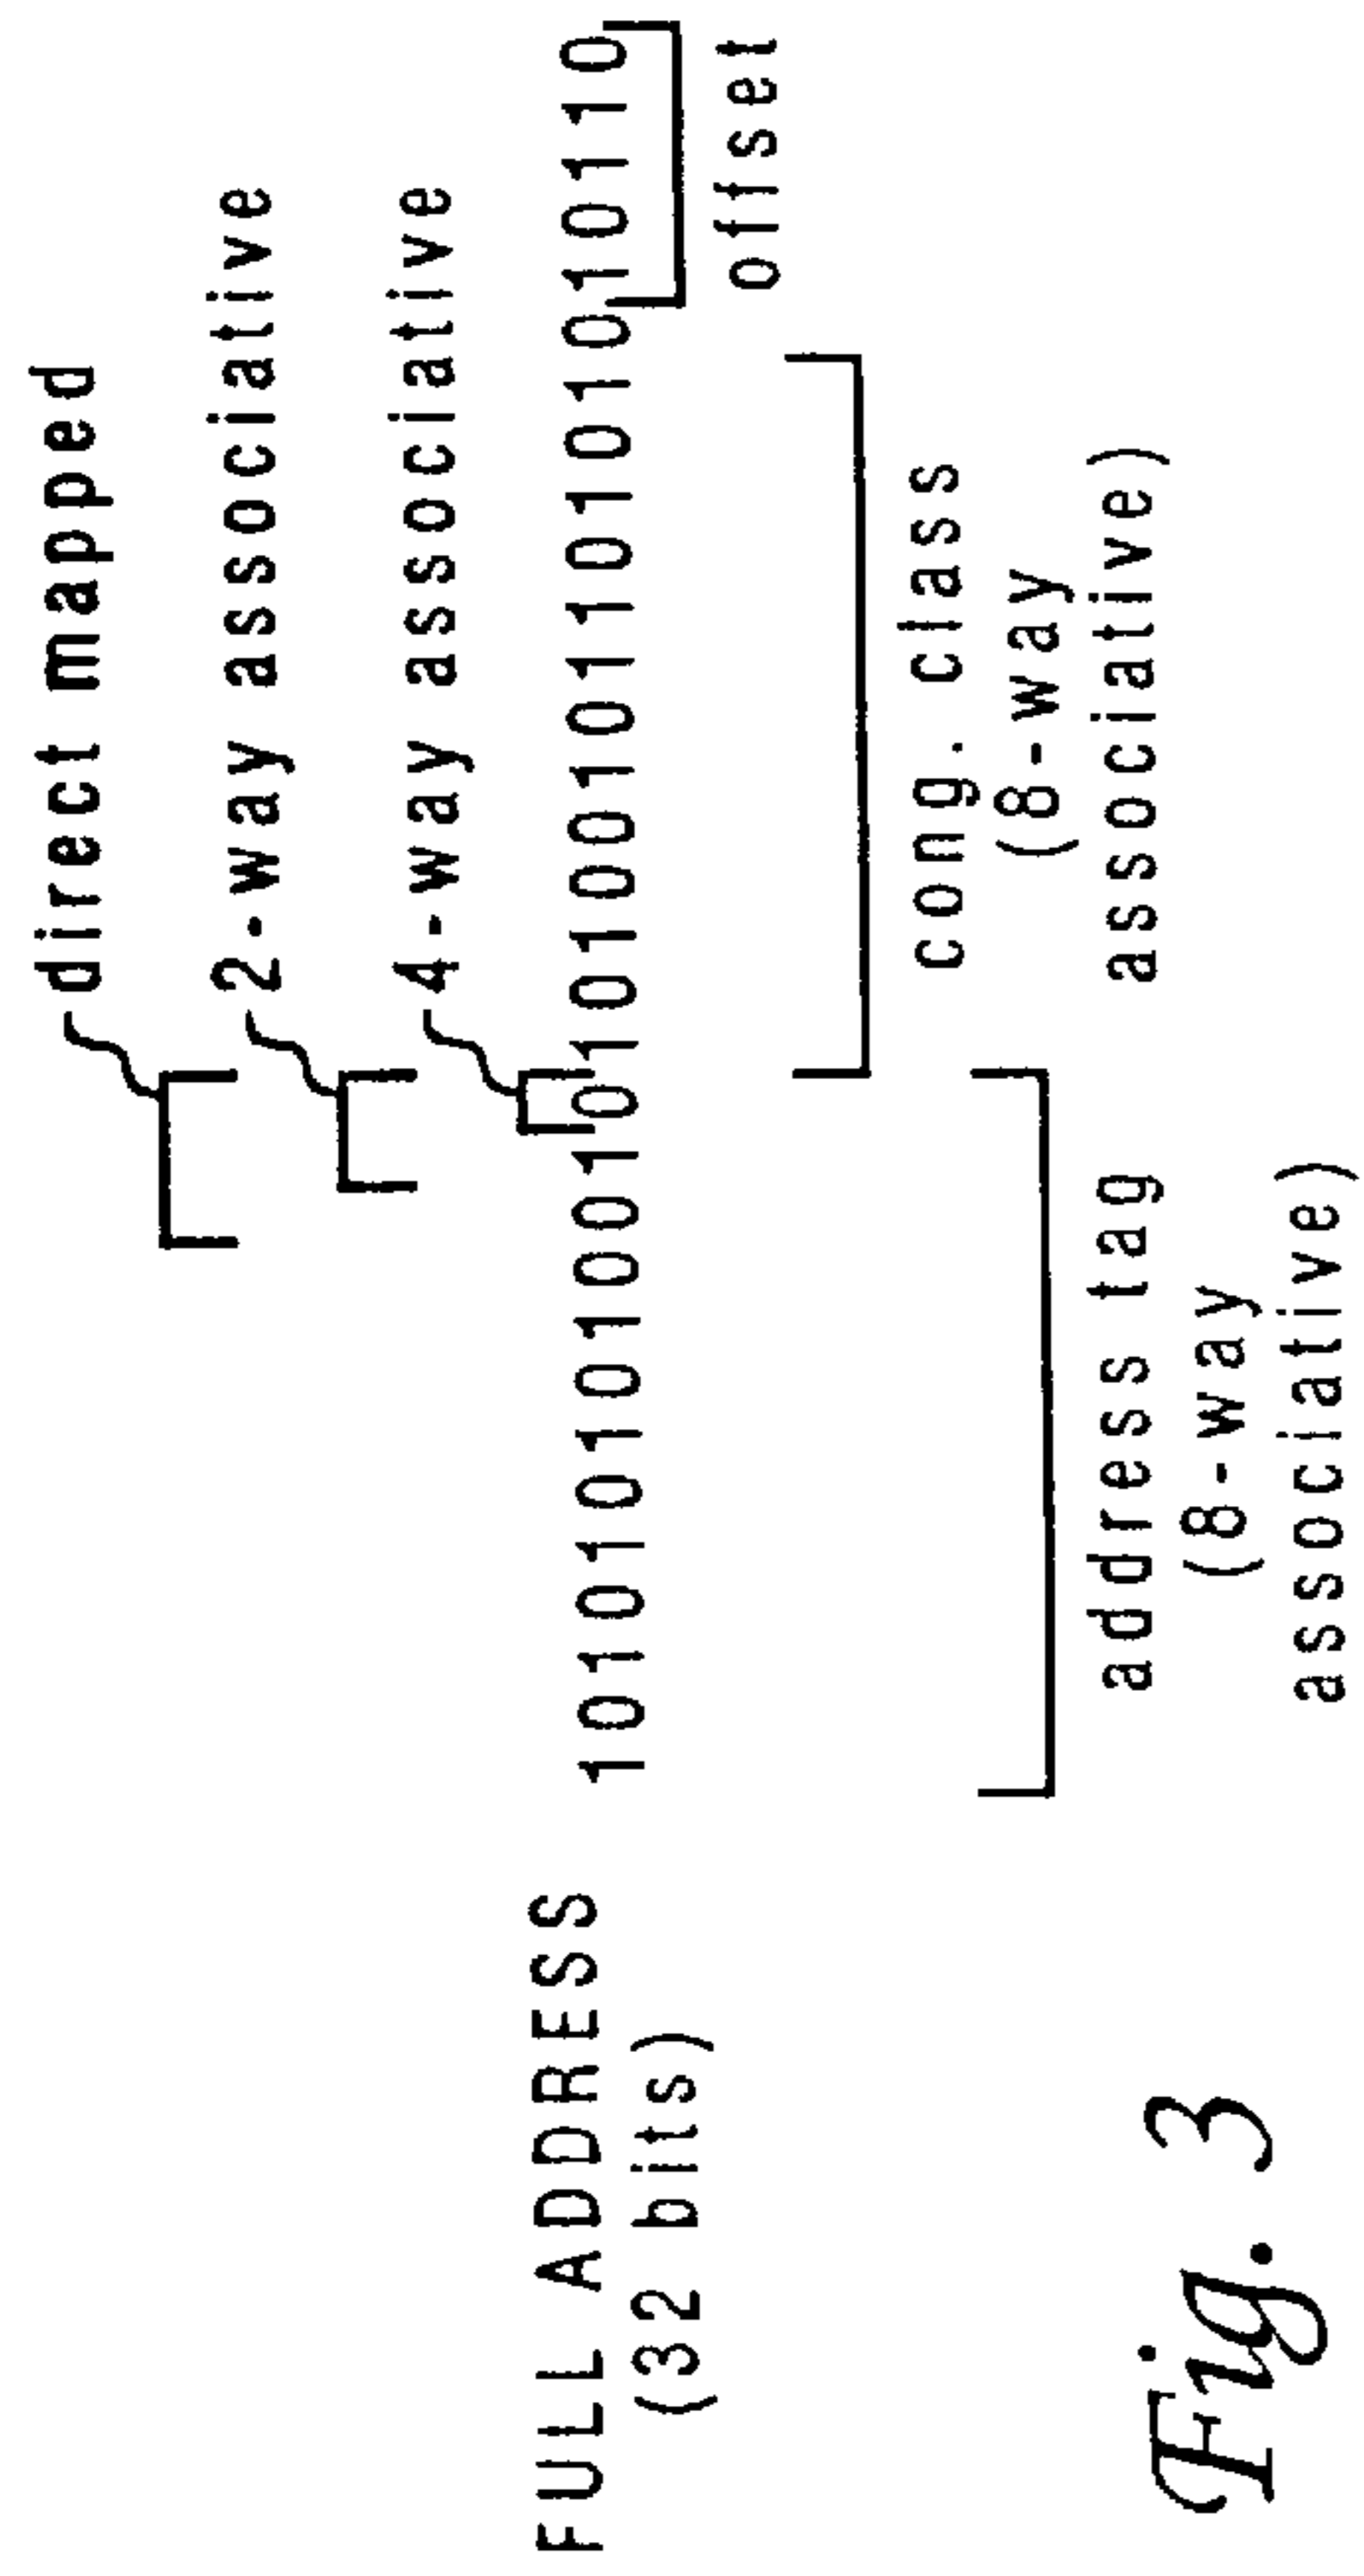 direct mapped
2-way associative
4-way associative
FULL ADDRESS
(32 bits)
10101010100101010010110101010110
offset
cong. class
(8-way
associative)
address tag
(8-way
associative)
Fig. 3